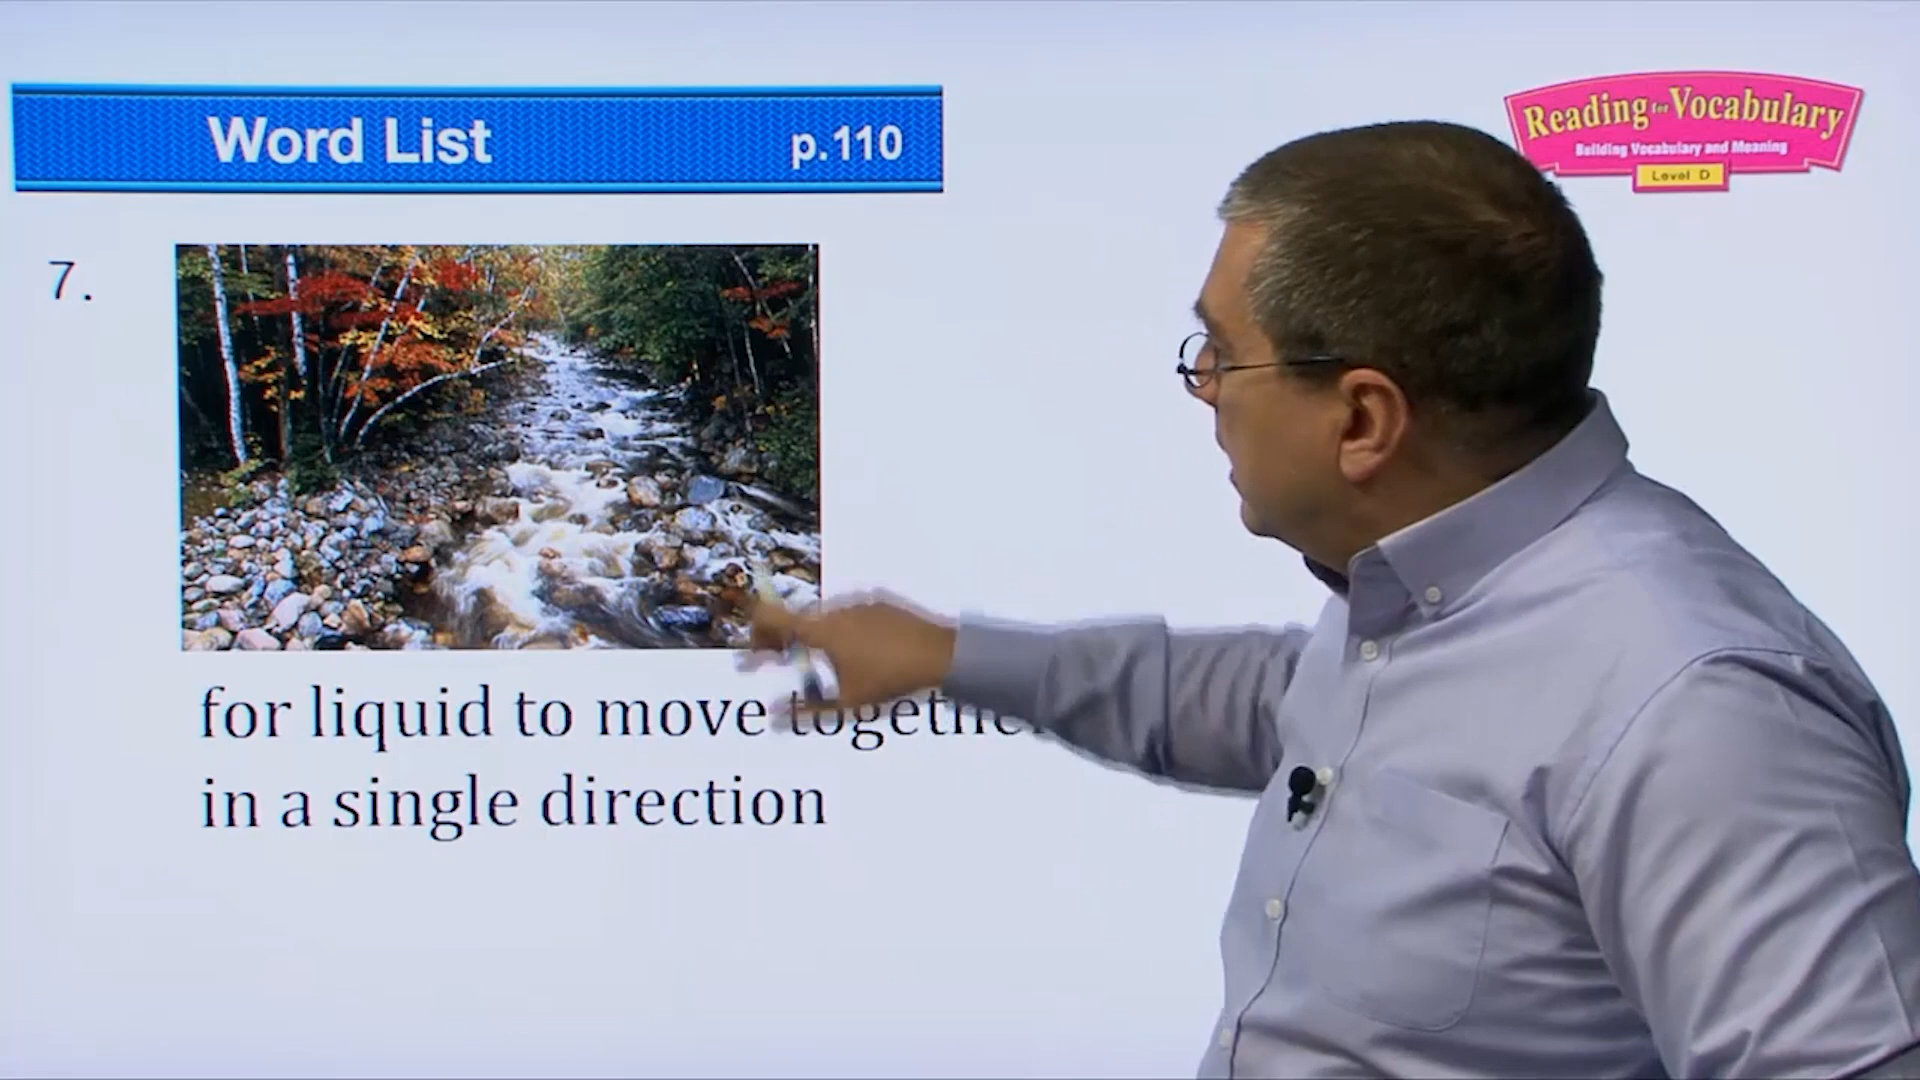 Word List p.110
Reading for Vocabulary
Building Vocabulary and Meaning
Level D
7.
for liquid to move together
in a single direction